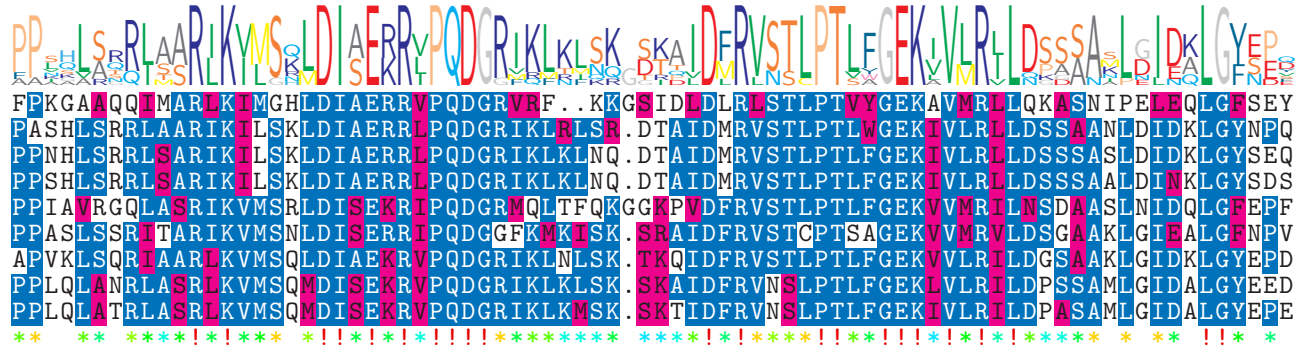 FPKGAAQQIMARLKIMGHLDIAERRVPQDGRVRF..KKGSIDLDLRLSTLPTVYGEKAVMRLLQKASNIPELEQLGFSEY
PASHLSRRLAARIKILSKLDIAERRLPQDGRIKLRLSR.DTAIDMRVSTLPTLWGEKIVLRLLDSSAANLDIDKLGYNPQ
PPNHLSRRLSARIKILSKLDIAERRLPQDGRIKLKLNQ.DTAIDMRVSTLPTLFGEKIVLRLLDSSSASLDIDKLGYSEQ
PPSHLSRRLSARIKILSKLDIAERRLPQDGRIKLKLNQ.DTAIDMRVSTLPTLFGEKIVLRLLDSSSAALDINKLGYSDS
PPIAVRGQLASRIKVMSRLDISEKRIPQDGRMQLTFQKGGKPVDFRVSTLPTLFGEKVVMRILNSDAASLNIDQLGFEPF
PPASLSSRITARIKVMSNLDISERRIPQDGGFKMKISK.SRAIDFRVSTCPTSAGEKVVMRVLDSGAAKLGIEALGFNPV
APVKLSQRIAARLKVMSQLDIAEKRVPQDGRIKLNLSK.TKQIDFRVSTLPTLFGEKVVLRILDGSAAKLGIDKLGYEPD
PPLQLANRLASRLKVMSQMDISEKRVPQDGRIKLKLSK.SKAIDFRVNSLPTLFGEKLVLRILDPSSAMLGIDALGYEED
PPLQLATRLASRLKVMSQMDISEKRVPQDGRIKLKMSK.SKTIDFRVNSLPTLFGEKIVLRILDPASAMLGIDALGYEPE